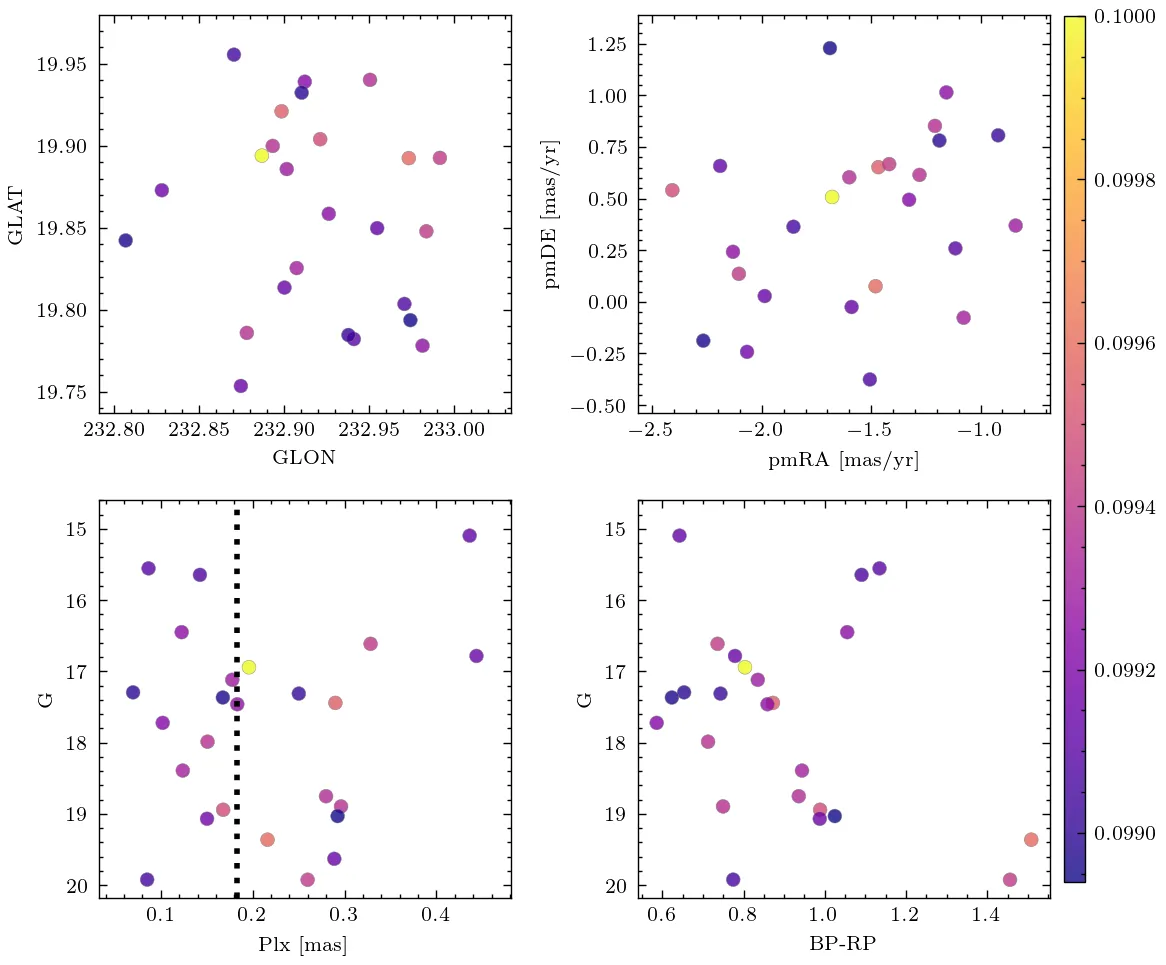 19.95
19.90
19.85
19.80
19.75
GLAT
232.80 232.85 232.90 232.95 233.00
GLON
1.25
1.00
0.75
0.50
0.25
0.00
−0.25
−0.50
pmDE [mas/yr]
−2.5 −2.0 −1.5 −1.0
pmRA [mas/yr]
15
16
17
18
19
20
G
0.1 0.2 0.3 0.4
Plx [mas]
15
16
17
18
19
20
G
0.6 0.8 1.0 1.2 1.4
BP-RP
0.1000
0.0998
0.0996
0.0994
0.0992
0.0990